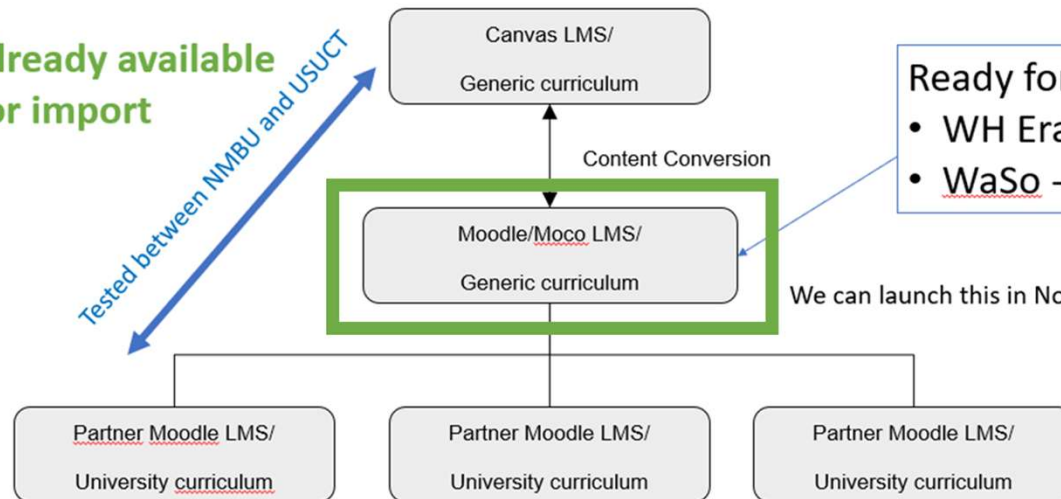 already available
or import
Tested between NMBU and USUCT
Canvas LMS/
Generic curriculum
Content Conversion
Ready for
• WH Era
• WaSo -
Moodle/Moco LMS/
Generic curriculum
We can launch this in No
Partner Moodle LMS/
University curriculum
Partner Moodle LMS/
University curriculum
Partner Moodle LMS/
University curriculum